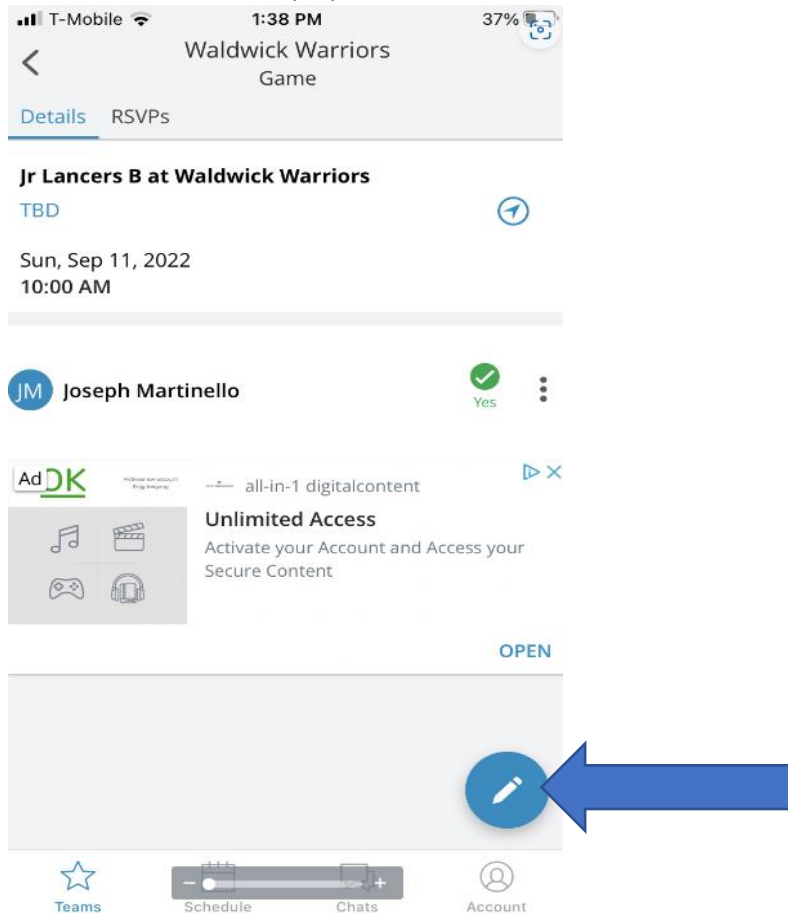 T-Mobile 1:38 PM 37%
Waldwick Warriors
Game
Details RSVPs
Jr Lancers B at Waldwick Warriors
TBD
Sun, Sep 11, 2022
10:00 AM
JM Joseph Martinello
Yes
Ad DK
all-in-1 digitalcontent
Unlimited Access
Activate your Account and Access your
Secure Content
OPEN
- +
Teams Schedule Chats Account